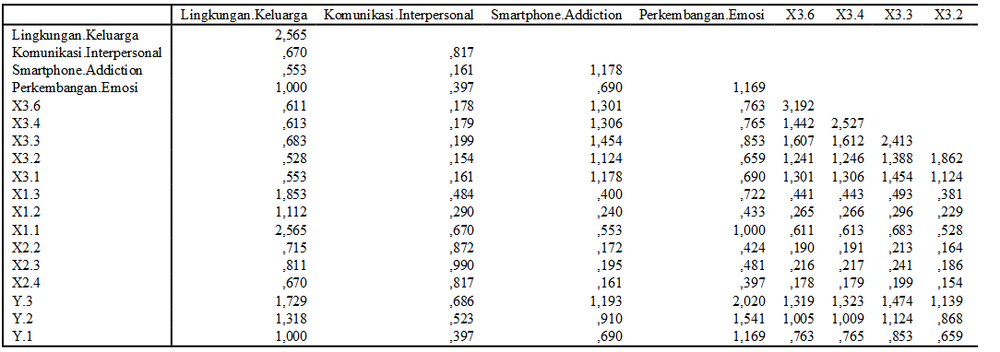 Lingkungan.Keluarga Komunikasi.Interpersonal Smartphone.Addiction Perkembangan.Emosi X3.6 X3.4 X3.3 X3.2
Lingkungan.Keluarga 2,565
Komunikasi.Interpersonal ,670 ,817
Smartphone.Addiction ,553 ,161 1,178
Perkembangan.Emosi 1,000 ,397 ,690 1,169
X3.6 ,611 ,178 1,301 ,763 3,192
X3.4 ,613 ,179 1,306 ,765 1,442 2,527
X3.3 ,683 ,199 1,454 ,853 1,607 1,612 2,413
X3.2 ,528 ,154 1,124 ,659 1,241 1,246 1,388 1,862
X3.1 ,553 ,161 1,178 ,690 1,301 1,306 1,454 1,124
X1.3 1,853 ,484 ,400 ,722 ,441 ,443 ,493 ,381
X1.2 1,112 ,290 ,240 ,433 ,265 ,266 ,296 ,229
X1.1 2,565 ,670 ,553 1,000 ,611 ,613 ,683 ,528
X2.2 ,715 ,872 ,172 ,424 ,190 ,191 ,213 ,164
X2.3 ,811 ,990 ,195 ,481 ,216 ,217 ,241 ,186
X2.4 ,670 ,817 ,161 ,397 ,178 ,179 ,199 ,154
Y.3 1,729 ,686 1,193 2,020 1,319 1,323 1,474 1,139
Y.2 1,318 ,523 ,910 1,541 1,005 1,009 1,124 ,868
Y.1 1,000 ,397 ,690 1,169 ,763 ,765 ,853 ,659